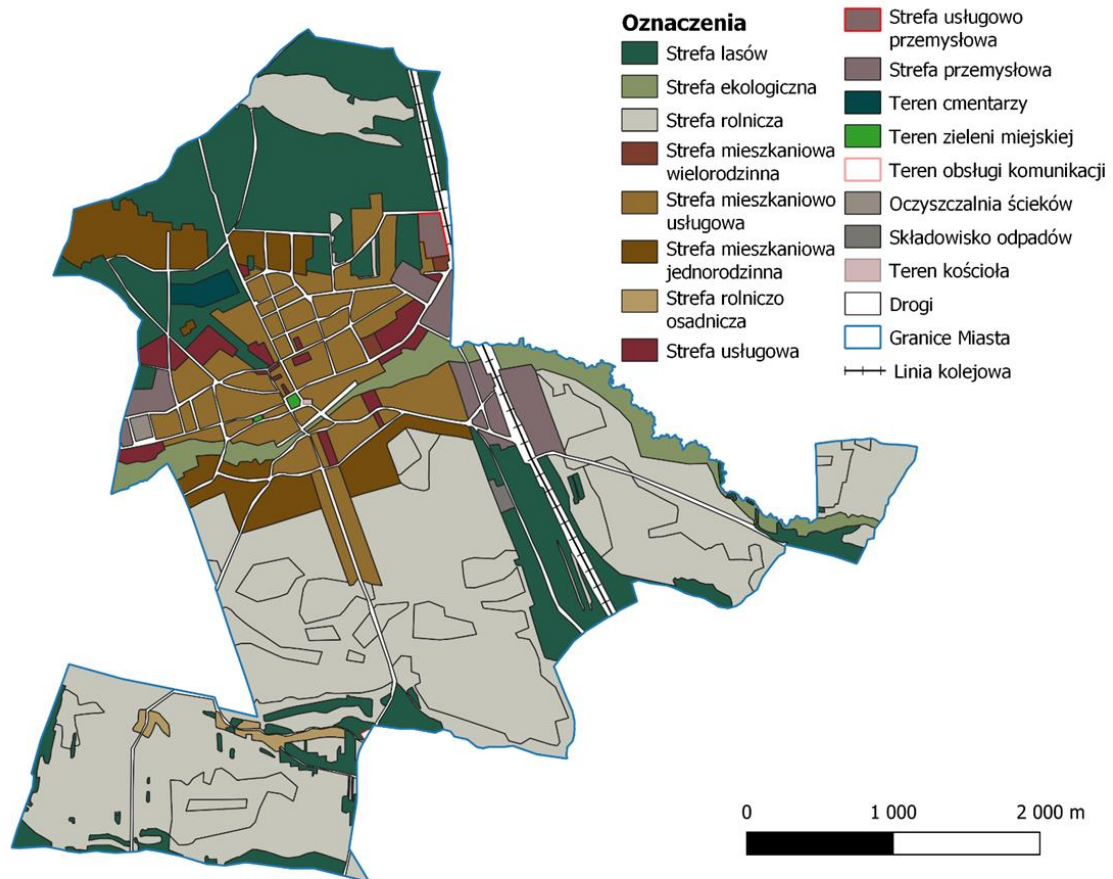 Oznaczenia
Strefa lasów
Strefa ekologiczna
Strefa rolnicza
Strefa mieszkaniowa
wielorodzinna
Strefa mieszkaniowo
usługowa
Strefa mieszkaniowa
jednorodzinna
Strefa rolniczo
osadnicza
Strefa usługowa
Strefa usługowo
przemysłowa
Strefa przemysłowa
Teren cmentarzy
Teren zieleni miejskiej
Teren obsługi komunikacji
Oczyszczalnia ścieków
Składowisko odpadów
Teren kościoła
Drogi
Granice Miasta
Linia kolejowa
0 1 000 2 000 m